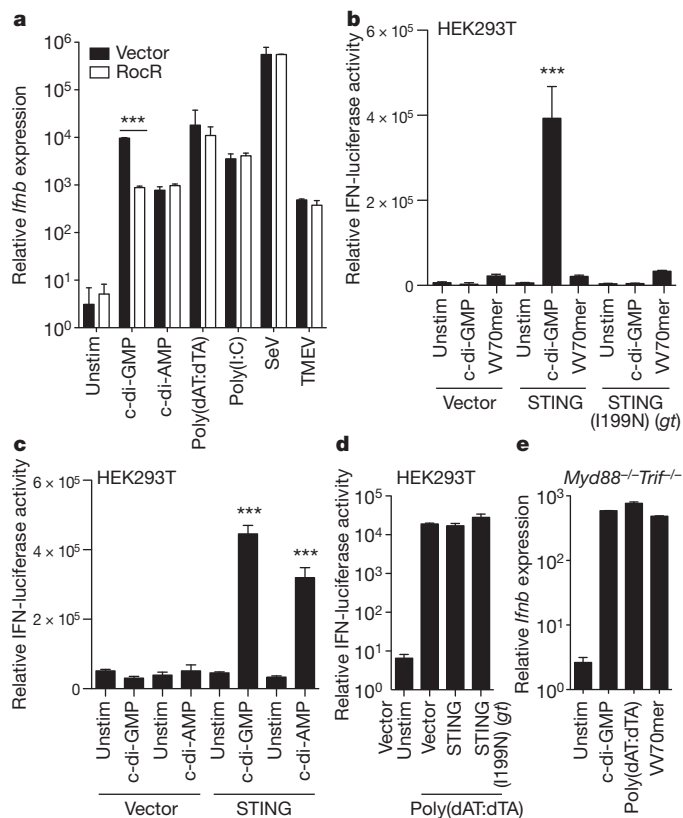 a
Relative Ifnb expression
10⁶
10⁵
10⁴
10³
10²
10¹
10⁰
Vector
RocR
***
Unstim
c-di-GMP
c-di-AMP
Poly(dAT:dTA)
Poly(I:C)
SeV
TMEV
b
HEK293T
Relative IFN-luciferase activity
6 × 10⁵
4 × 10⁵
2 × 10⁵
0
***
Unstim
c-di-GMP
VV70mer
Unstim
c-di-GMP
VV70mer
Unstim
c-di-GMP
VV70mer
Vector
STING
STING
(I199N) (gt)
c
HEK293T
Relative IFN-luciferase activity
6 × 10⁵
4 × 10⁵
2 × 10⁵
0
***
***
Unstim
c-di-GMP
Unstim
c-di-AMP
Unstim
c-di-GMP
Unstim
c-di-AMP
Vector
STING
d
HEK293T
Relative IFN-luciferase activity
10⁵
10⁴
10³
10²
10¹
10⁰
Vector
Unstim
Vector
STING
STING
(I199N) (gt)
Poly(dAT:dTA)
e
Myd88⁻/⁻Trif⁻/⁻
Relative Ifnb expression
10³
10²
10¹
10⁰
Unstim
c-di-GMP
Poly(dAT:dTA)
VV70mer